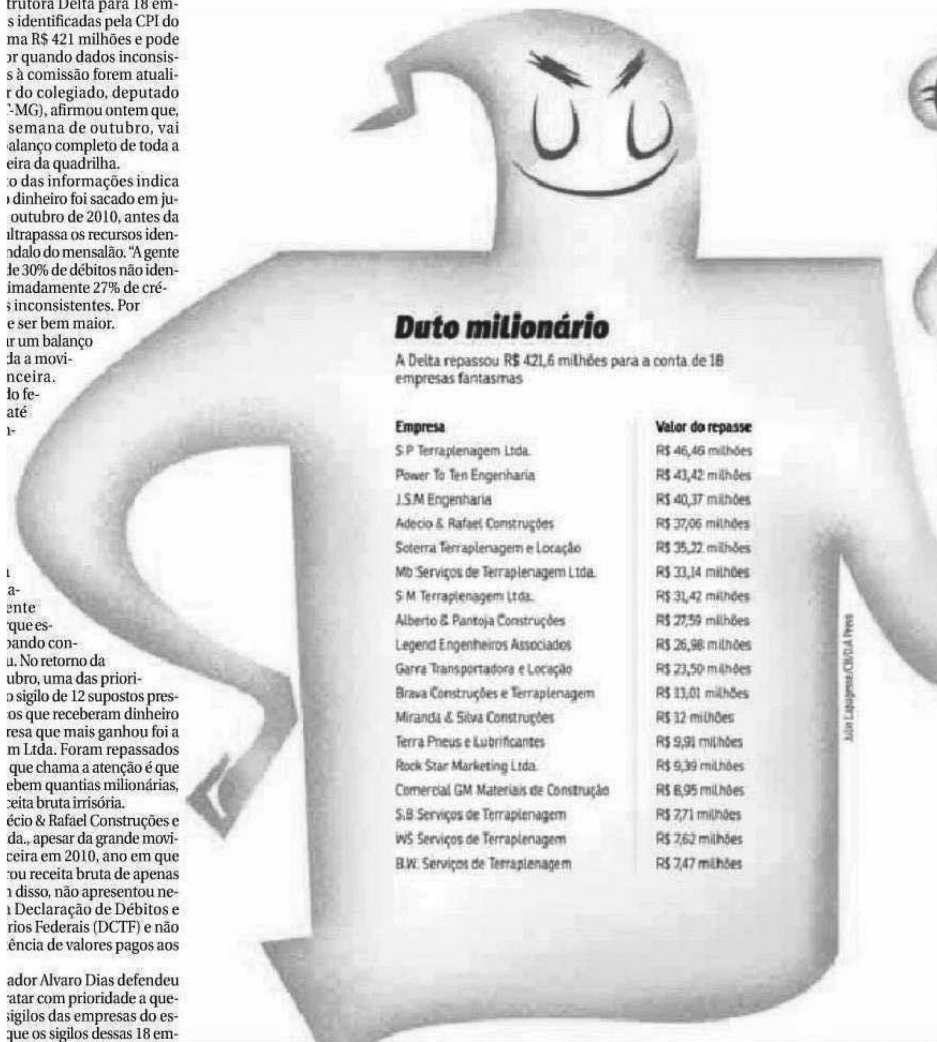 trutora Delta para 18 em-
s identificadas pela CPI do
ma R$ 421 milhões e pode
or quando dados inconsis-
s à comissão forem atuali-
r do colegiado, deputado
-MG), afirmou ontem que,
semana de outubro, vai
alanço completo de toda a
eira da quadrilha.
to das informações indica
dinheiro foi sacado em ju-
outubro de 2010, antes da
ultrapassa os recursos iden-
ndalo do mensalão. “A gente
de 30% de débitos não iden-
imadamente 27% de cré-
s inconsistentes. Por
e ser bem maior.
ar um balanço
da a movi-
nceira.
do fe-
até
a-
ente
rque es-
bando con-
u. No retorno da
ubro, uma das priori-
o sigilo de 12 supostos pres-
os que receberam dinheiro
resa que mais ganhou foi a
m Ltda. Foram repassados
que chama a atenção é que
ebem quantias milionárias,
ceita bruta irrisória.
écio & Rafael Construções e
da., apesar da grande movi-
ceira em 2010, ano em que
rou receita bruta de apenas
disso, não apresentou ne-
Declaração de Débitos e
rios Federais (DCTF) e não
ência de valores pagos aos
ador Alvaro Dias defendeu
ratar com prioridade a que-
sigilos das empresas do es-
que os sigilos dessas 18 em-
Duto milionário
A Delta repassou R$ 421,6 milhões para a conta de 18
empresas fantasmas
Empresa Valor do repasse
S P Terraplenagem Ltda. R$ 46,46 milhões
Power To Ten Engenharia R$ 43,42 milhões
J.S.M Engenharia R$ 40,37 milhões
Adecio & Rafael Construções R$ 37,06 milhões
Soterra Terraplenagem e Locação R$ 35,22 milhões
Mb Serviços de Terraplenagem Ltda. R$ 33,14 milhões
S M Terraplenagem Ltda. R$ 31,42 milhões
Alberto & Pantoja Construções R$ 27,59 milhões
Legend Engenheiros Associados R$ 26,98 milhões
Garra Transportadora e Locação R$ 23,50 milhões
Brava Construções e Terraplenagem R$ 13,01 milhões
Miranda & Silva Construções R$ 12 milhões
Terra Pneus e Lubrificantes R$ 9,91 milhões
Rock Star Marketing Ltda. R$ 9,39 milhões
Comercial GM Materiais de Construção R$ 8,95 milhões
S.B Serviços de Terraplenagem R$ 7,71 milhões
WS Serviços de Terraplenagem R$ 7,62 milhões
B.W. Serviços de Terraplenagem R$ 7,47 milhões